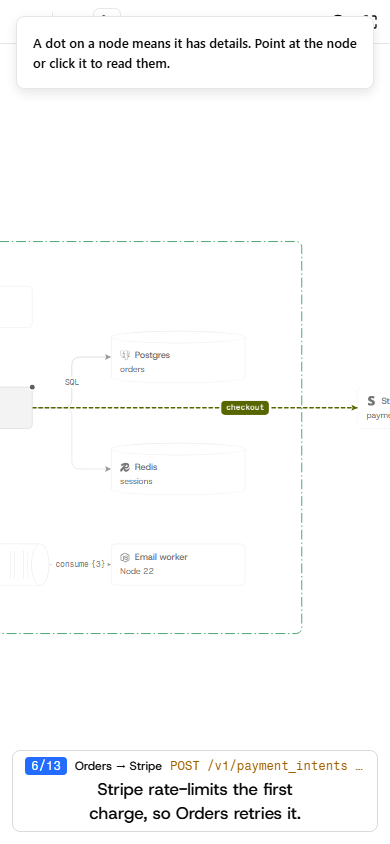 A dot on a node means it has details. Point at the node
or click it to read them.
Postgres
orders
SQL
checkout
St
payme
Redis
sessions
consume {3}
Email worker
Node 22
6/13 Orders → Stripe POST /v1/payment_intents …
Stripe rate-limits the first
charge, so Orders retries it.